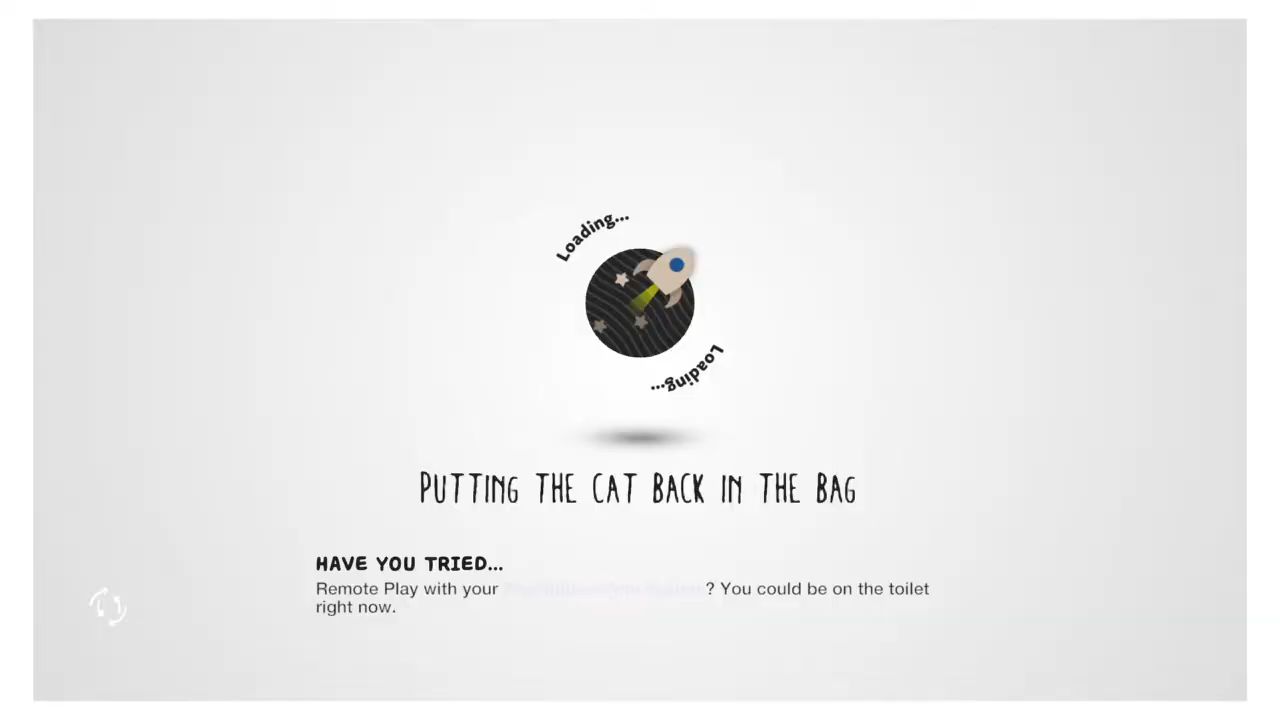 Loading...
Loading...
PUTTING THE CAT BACK IN THE BAG
HAVE YOU TRIED...
Remote Play with your ? You could be on the toilet
right now.